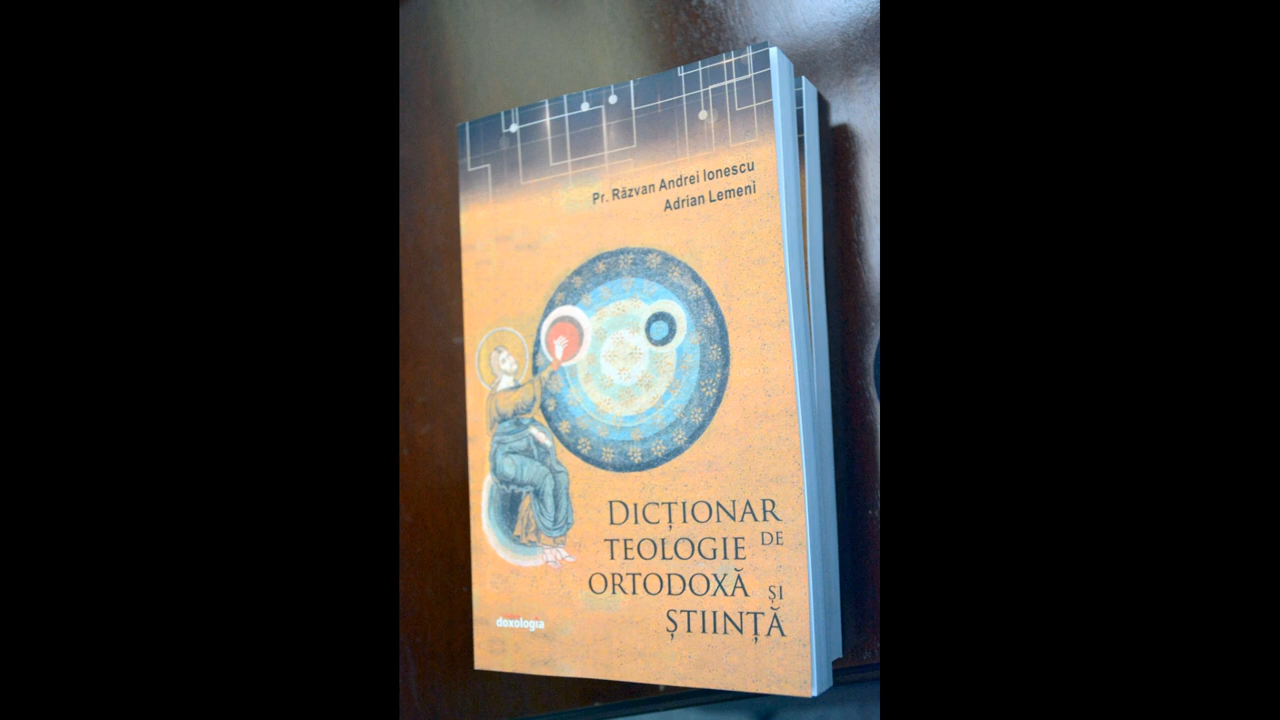 Pr. Răzvan Andrei Ionescu
Adrian Lemeni
DICȚIONAR
DE
TEOLOGIE
ORTODOXĂ ȘI
ȘTIINȚĂ
doxologia